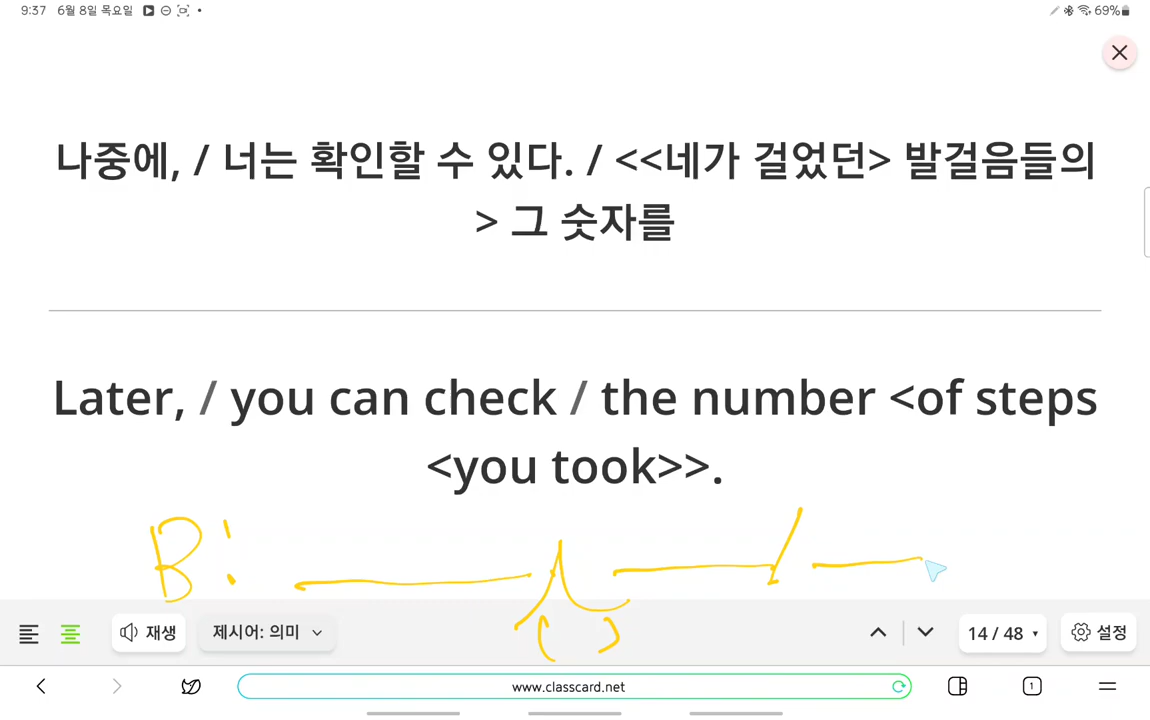 9:37 6월 8일 목요일 69%
나중에, / 너는 확인할 수 있다. / <<네가 걸었던> 발걸음들의
> 그 숫자를
Later, / you can check / the number <of steps
<you took>>.
B: ( )
재생 제시어: 의미 14 / 48 설정
www.classcard.net 1